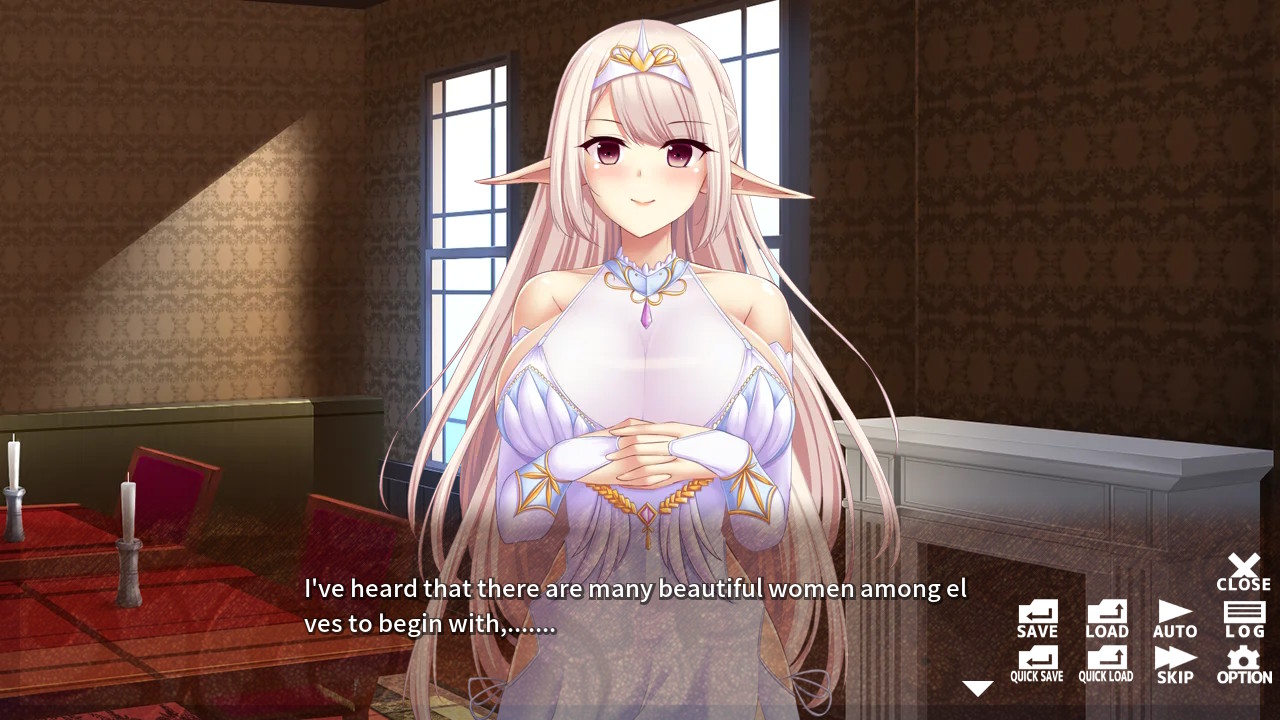 I've heard that there are many beautiful women among el
ves to begin with,.......
CLOSE
SAVE
LOAD
AUTO
LOG
QUICK SAVE
QUICK LOAD
SKIP
OPTION